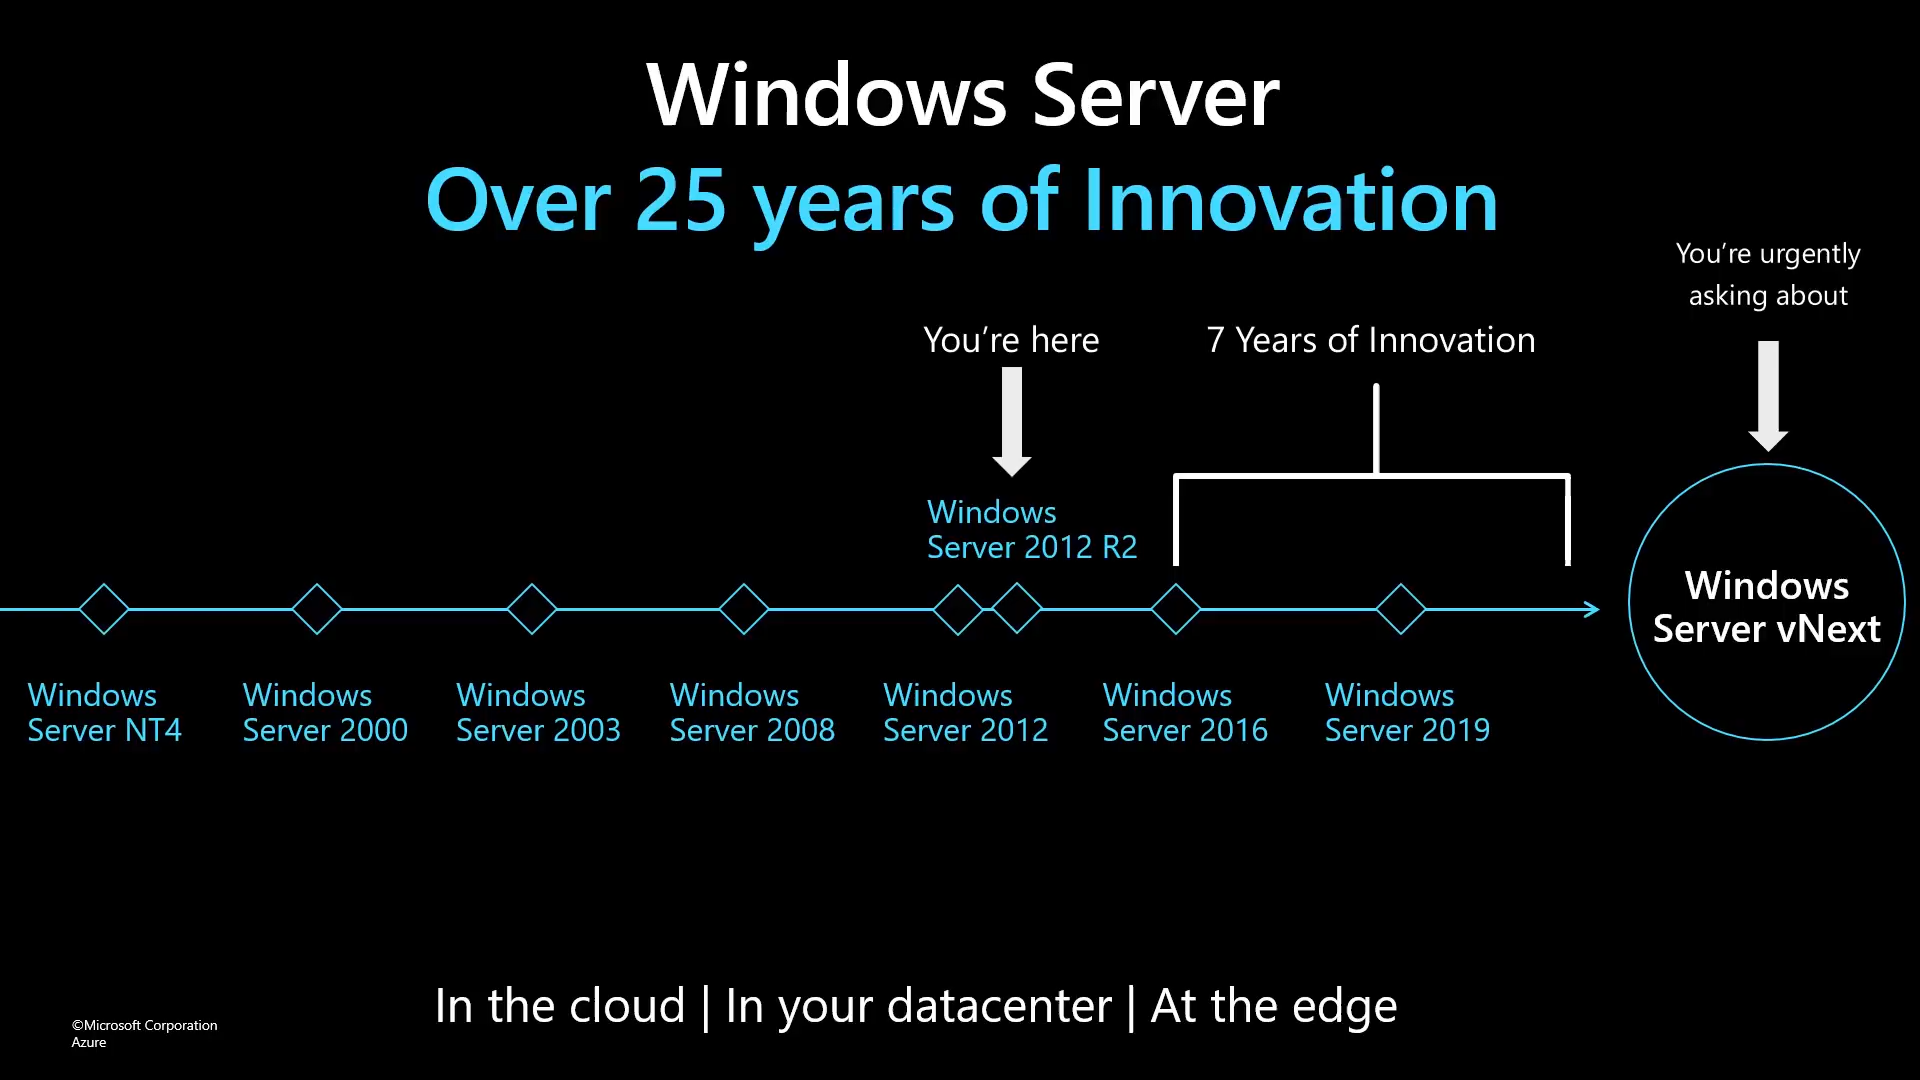 Windows Server
Over 25 years of Innovation
You’re urgently
asking about
You’re here
7 Years of Innovation
Windows
Server 2012 R2
Windows
Server vNext
Windows
Server NT4
Windows
Server 2000
Windows
Server 2003
Windows
Server 2008
Windows
Server 2012
Windows
Server 2016
Windows
Server 2019
In the cloud | In your datacenter | At the edge
©Microsoft Corporation
Azure